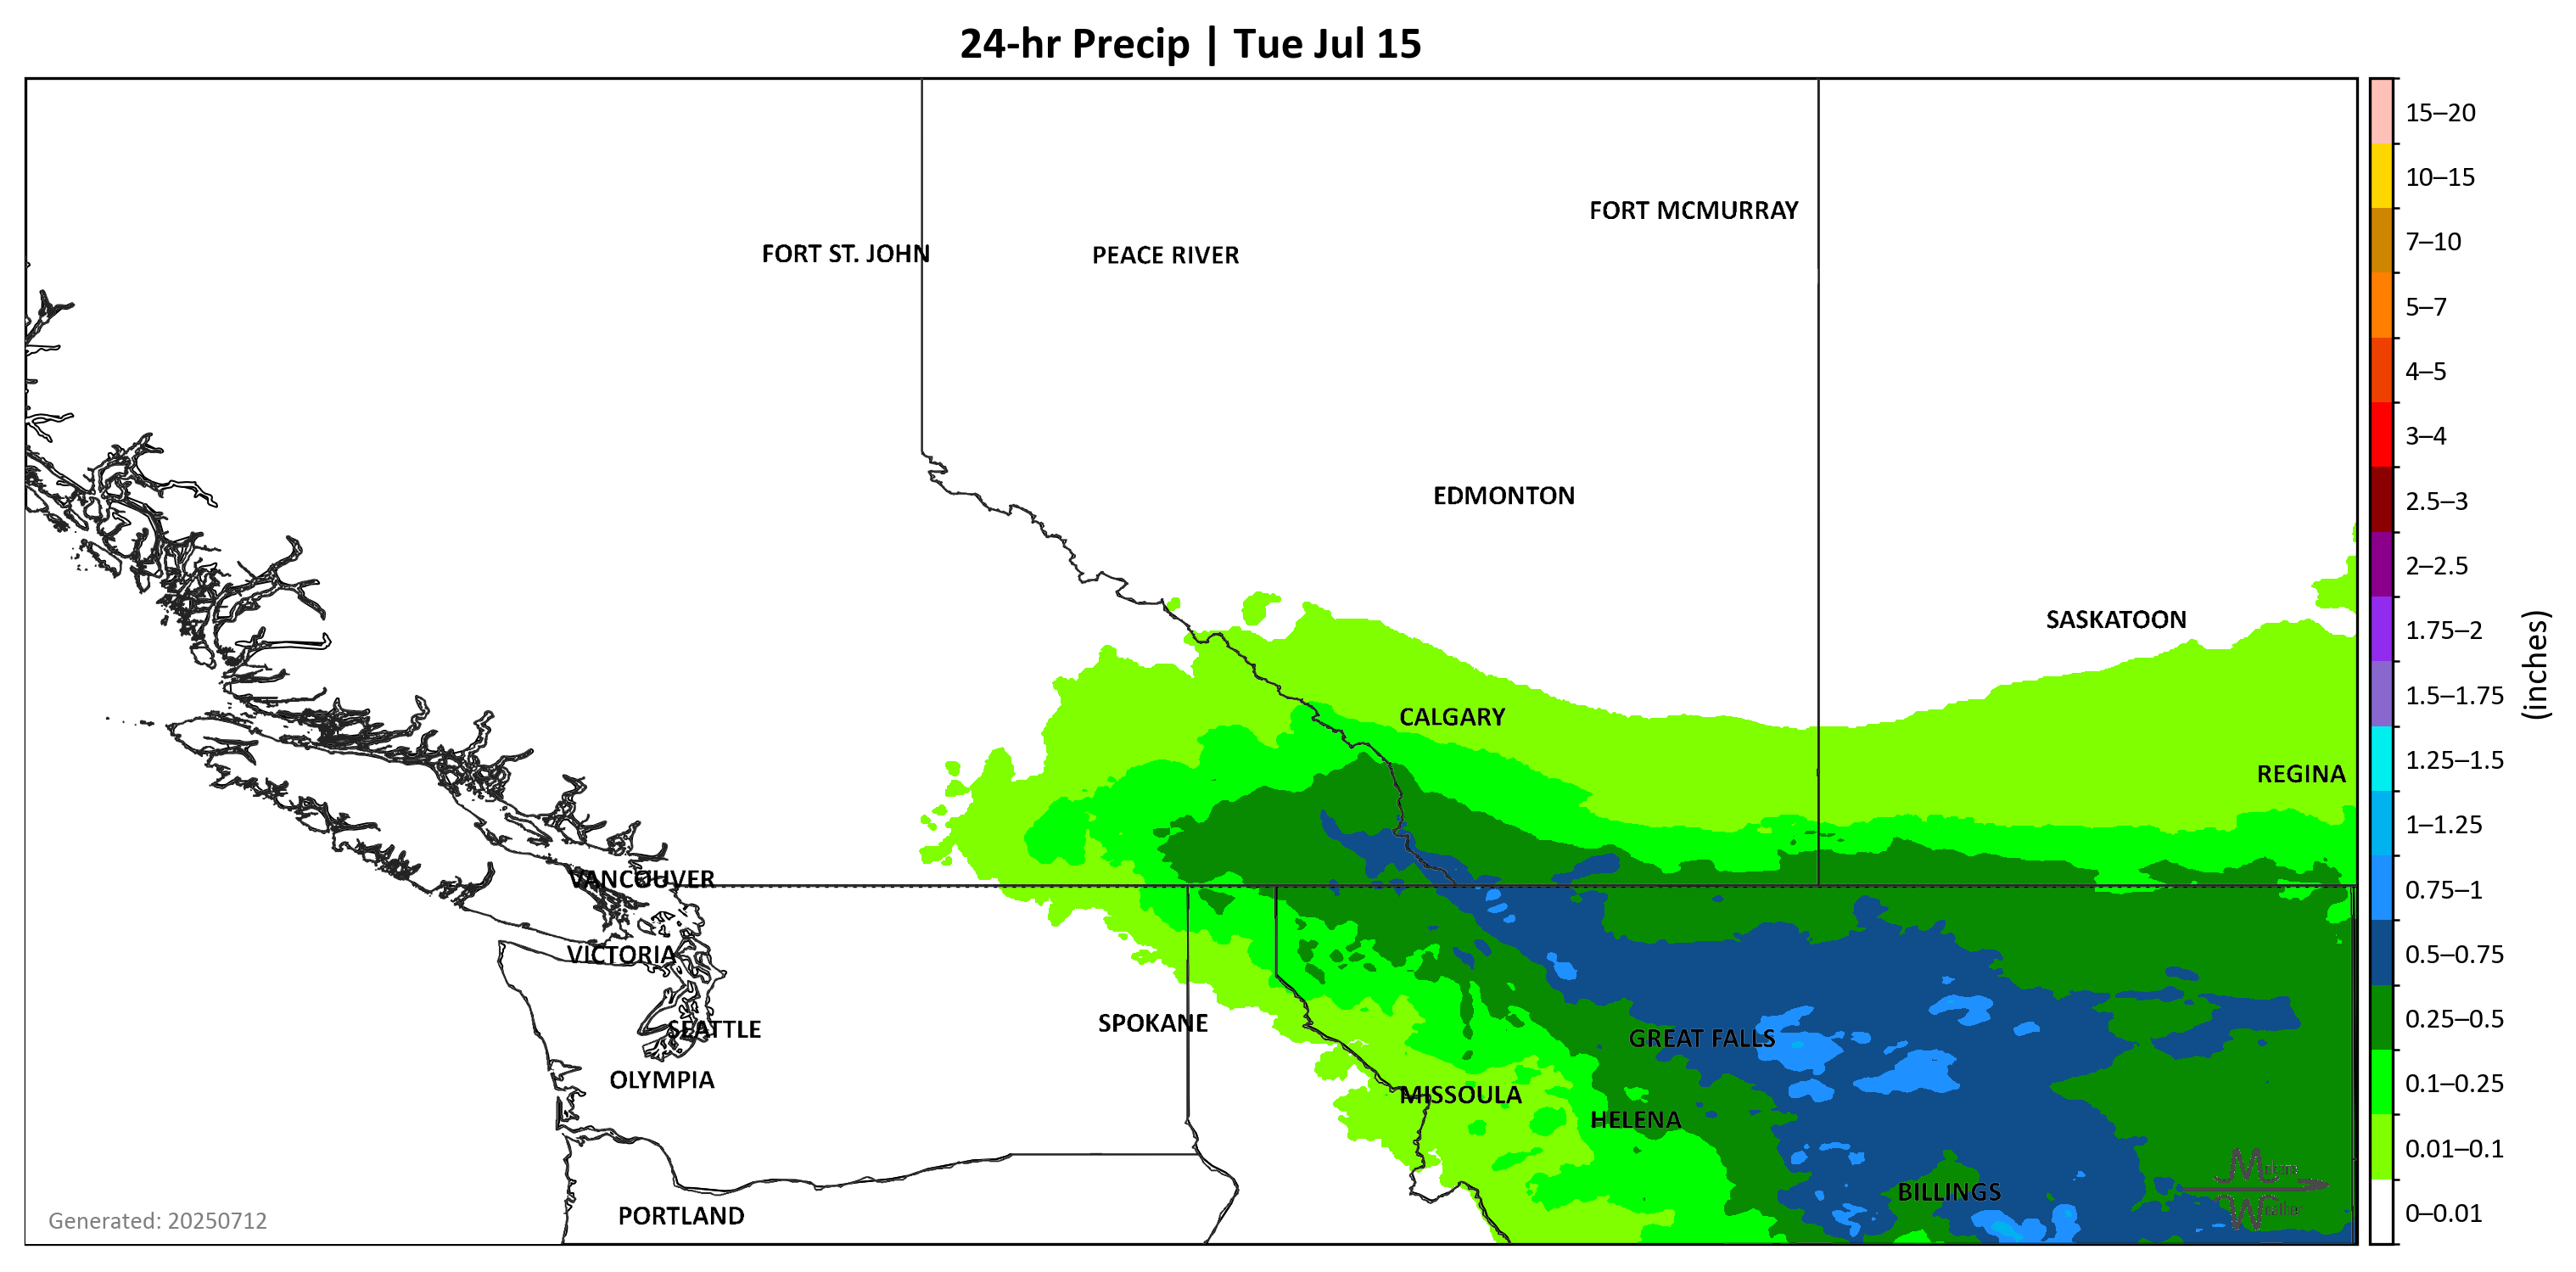 24-hr Precip | Tue Jul 15
FORT MCMURRAY
FORT ST. JOHN
PEACE RIVER
EDMONTON
SASKATOON
CALGARY
REGINA
VANCOUVER
VICTORIA
SPOKANE
SEATTLE
GREAT FALLS
OLYMPIA
MISSOULA
HELENA
BILLINGS
PORTLAND
Generated: 20250712
15–20
10–15
7–10
5–7
4–5
3–4
2.5–3
2–2.5
1.75–2
1.5–1.75
1.25–1.5
1–1.25
0.75–1
0.5–0.75
0.25–0.5
0.1–0.25
0.01–0.1
0–0.01
(inches)